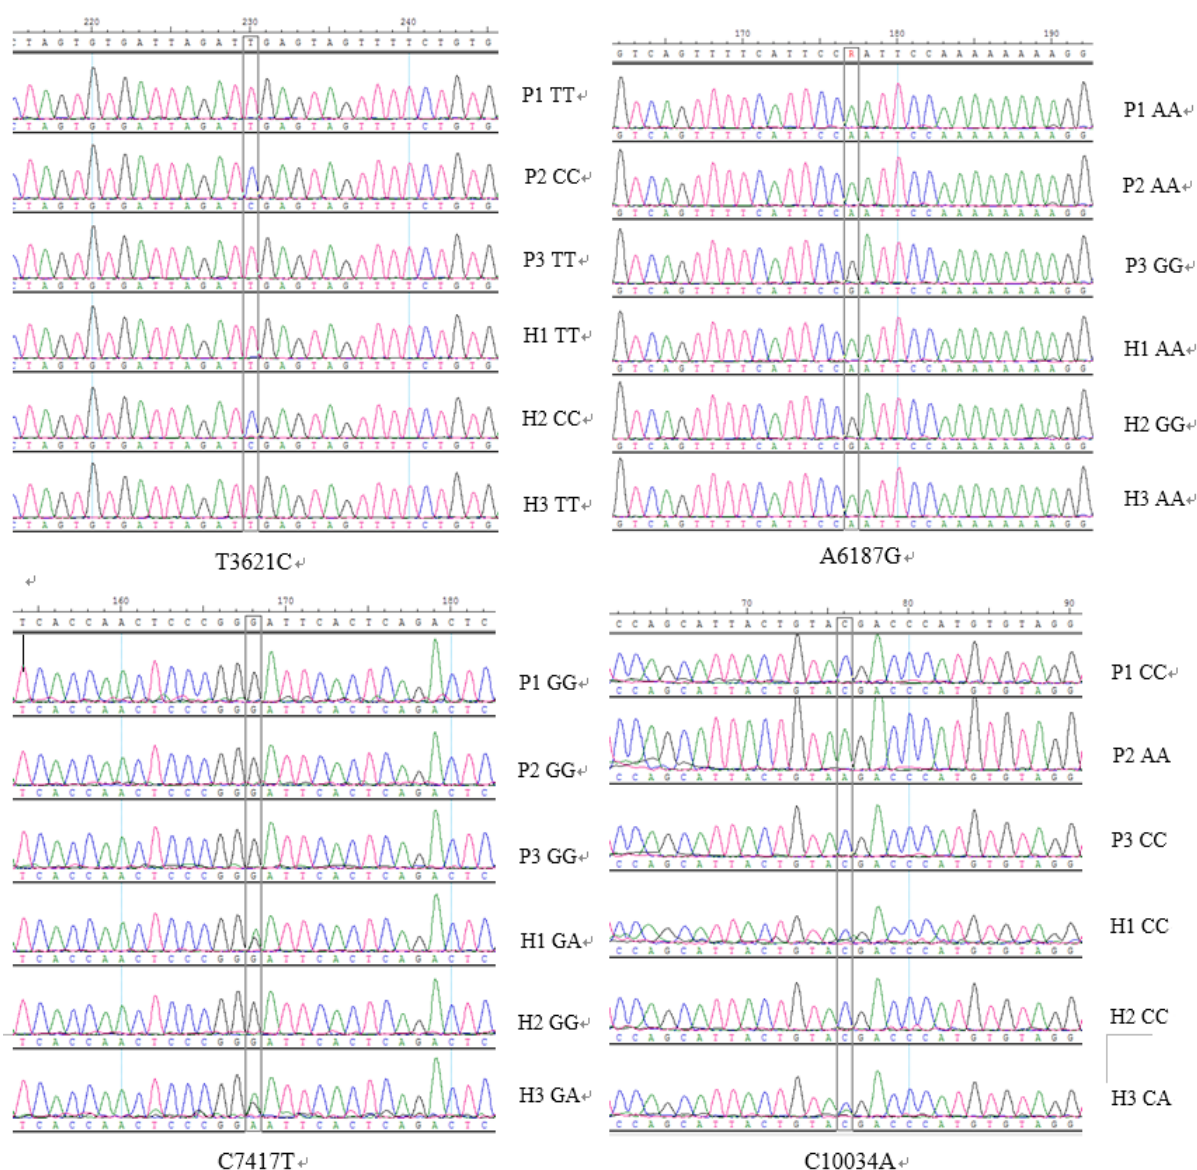 220 230 240
T A G T G T G A T T A G A T T G A G T A G T T T T C T G T G
P1 TT
C T A G T G T G A T T A G A T T G A G T A G T T T T C T G T G
P2 CC
C T A G T G T G A T T A G A T C G A G T A G T T T T C T G T G
P3 TT
C T A G T G T G A T T A G A T T G A G T A G T T T T C T G T G
H1 TT
C T A G T G T G A T T A G A T T G A G T A G T T T T C T G T G
H2 CC
C T A G T G T G A T T A G A T C G A G T A G T T T T C T G T G
H3 TT
C T A G T G T G A T T A G A T T G A G T A G T T T T C T G T G
T3621C
170 180 190
G T C A G T T T T C A T T C C R A T T C C A A A A A A A A G G
P1 AA
G T C A G T T T T C A T T C C A A T T C C A A A A A A A A G G
P2 AA
G T C A G T T T T C A T T C C A A T T C C A A A A A A A A G G
P3 GG
G T C A G T T T T C A T T C C G A T T C C A A A A A A A A G G
H1 AA
G T C A G T T T T C A T T C C A A T T C C A A A A A A A A G G
H2 GG
G T C A G T T T T C A T T C C G A T T C C A A A A A A A A G G
H3 AA
G T C A G T T T T C A T T C C A A T T C C A A A A A A A A G G
A6187G
160 170 180
T C A C C A A C T C C C G G G A T T C A C T C A G A C T C
P1 GG
T C A C C A A C T C C C G G G A T T C A C T C A G A C T C
P2 GG
T C A C C A A C T C C C G G G A T T C A C T C A G A C T C
P3 GG
T C A C C A A C T C C C G G G A T T C A C T C A G A C T C
H1 GA
T C A C C A A C T C C C G G G A T T C A C T C A G A C T C
H2 GG
T C A C C A A C T C C C G G G A T T C A C T C A G A C T C
H3 GA
T C A C C A A C T C C C G G A A T T C A C T C A G A C T C
C7417T
70 80 90
C C A G C A T T A C T G T A C G A C C C A T G T G T A G G
P1 CC
C C A G C A T T A C T G T A C G A C C C A T G T G T A G G
P2 AA
C C A G C A T T A C T G T A A G A C C C A T G T G T A G G
P3 CC
C C A G C A T T A C T G T A C G A C C C A T G T G T A G G
H1 CC
C C A G C A T T A C T G T A C G A C C C A T G T G T A G G
H2 CC
C C A G C A T T A C T G T A C G A C C C A T G T G T A G G
H3 CA
C C A G C A T T A C T G T A C G A C C C A T G T G T A G G
C10034A